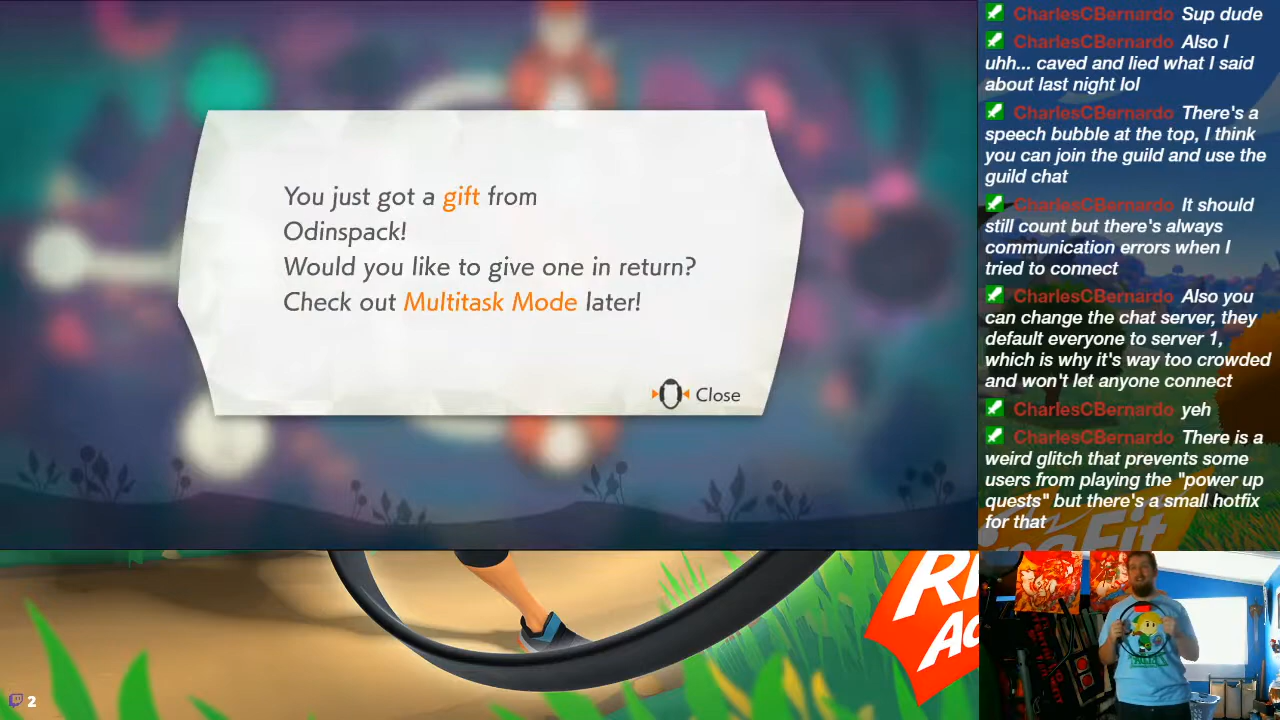 You just got a gift from
Odinspack!
Would you like to give one in return?
Check out Multitask Mode later!
Close
CharlesCBernardo Sup dude
CharlesCBernardo Also I
uhh... caved and lied what I said
about last night lol
CharlesCBernardo There's a
speech bubble at the top, I think
you can join the guild and use the
guild chat
CharlesCBernardo It should
still count but there's always
communication errors when I
tried to connect
CharlesCBernardo Also you
can change the chat server, they
default everyone to server 1,
which is why it's way too crowded
and won't let anyone connect
CharlesCBernardo yeh
CharlesCBernardo There is a
weird glitch that prevents some
users from playing the "power up
quests" but there's a small hotfix
for that
2